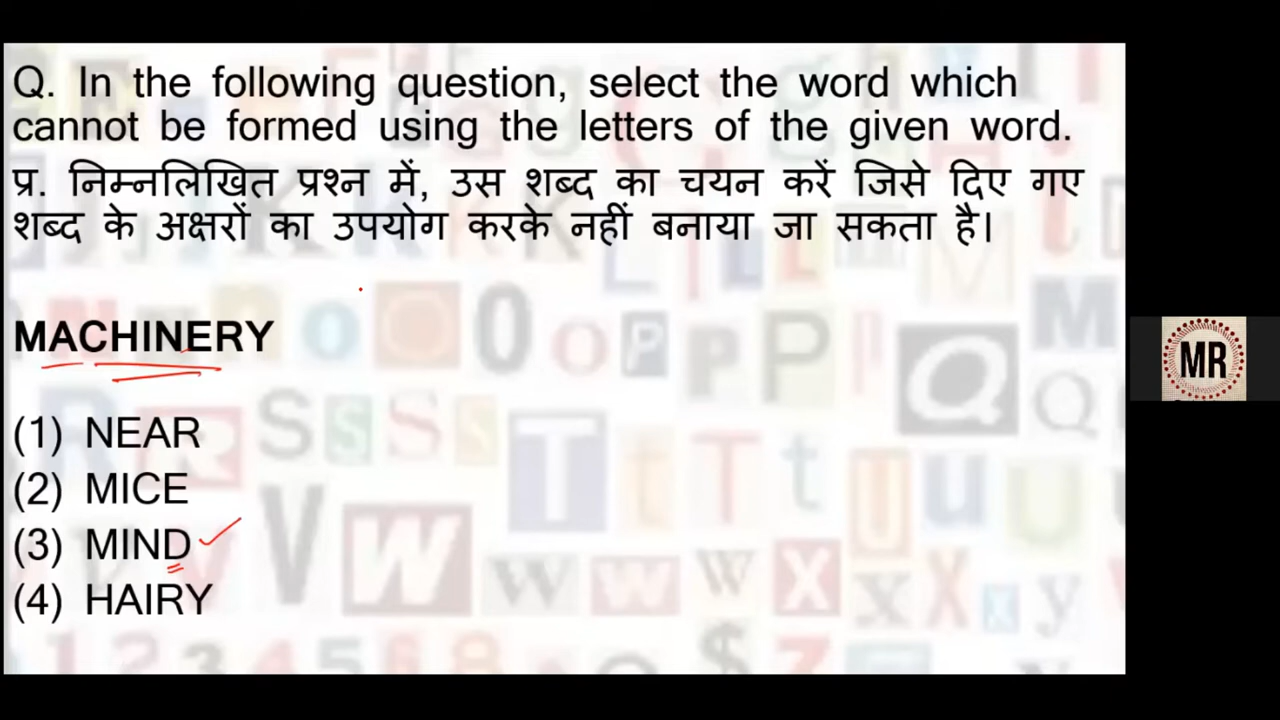 Q. In the following question, select the word which
cannot be formed using the letters of the given word.
प्र. निम्नलिखित प्रश्न में, उस शब्द का चयन करें जिसे दिए गए
शब्द के अक्षरों का उपयोग करके नहीं बनाया जा सकता है।
MACHINERY
(1) NEAR
(2) MICE
(3) MIND
(4) HAIRY
MR